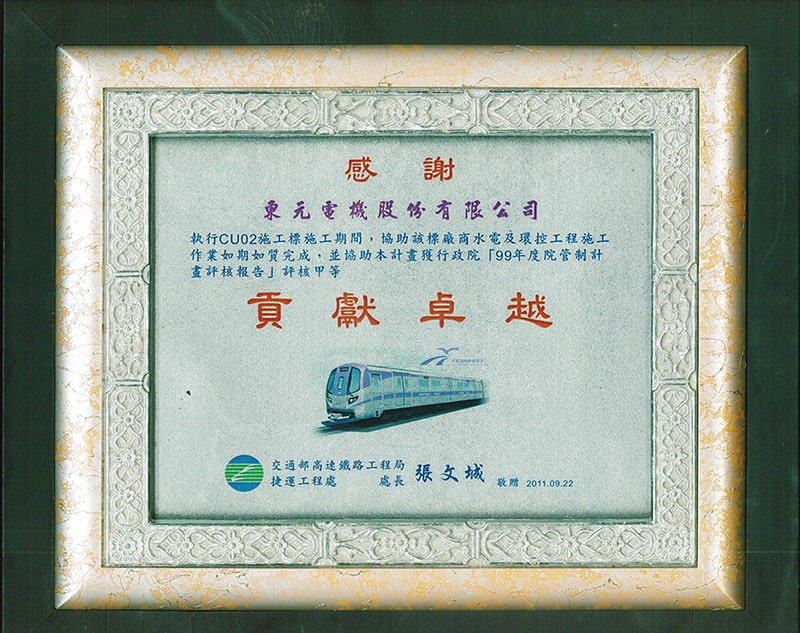 感謝
東元電機股份有限公司
執行CU02施工標施工期間，協助該標廠商水電及環控工程施工
作業如期如質完成，並協助本計畫獲行政院「99年度院管制計
畫評核報告」評核甲等
貢獻卓越
交通部高速鐵路工程局
捷運工程處 處長 張文城 敬贈 2011.09.22